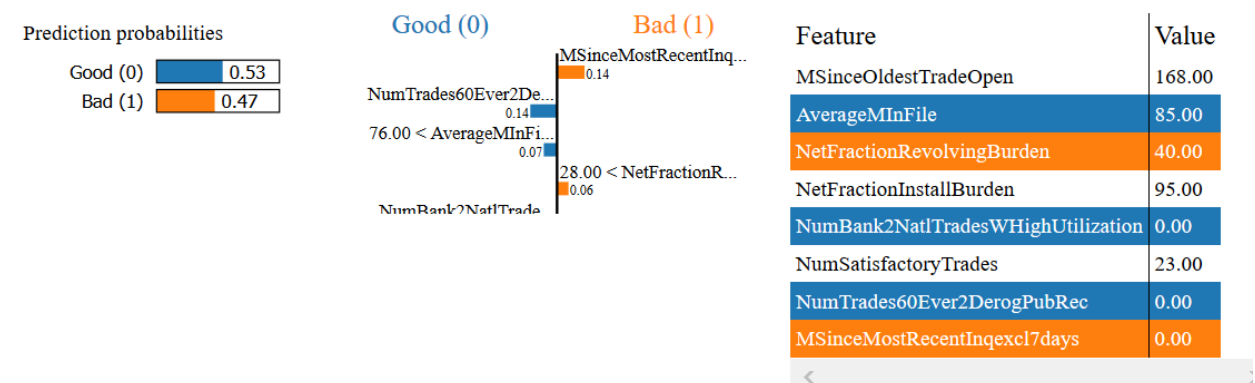 Prediction probabilities
Good (0) 0.53
Bad (1) 0.47
Good (0) Bad (1)
MSinceMostRecentInq...
0.14
NumTrades60Ever2De...
0.14
76.00 < AverageMInFi...
0.07
28.00 < NetFractionR...
0.06
NumBank2NatlTrade
Feature Value
MSinceOldestTradeOpen 168.00
AverageMInFile 85.00
NetFractionRevolvingBurden 40.00
NetFractionInstallBurden 95.00
NumBank2NatlTradesWHighUtilization 0.00
NumSatisfactoryTrades 23.00
NumTrades60Ever2DerogPubRec 0.00
MSinceMostRecentInqexcl7days 0.00